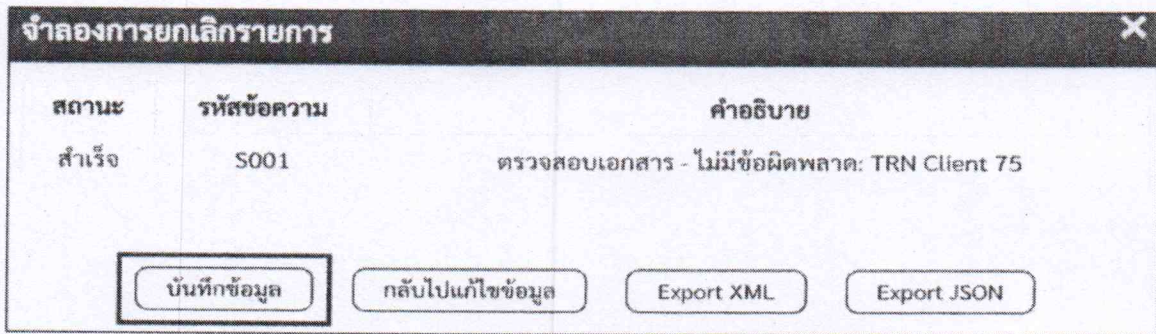 จำลองการยกเลิกรายการ ×
สถานะ รหัสข้อความ คำอธิบาย
สำเร็จ S001 ตรวจสอบเอกสาร - ไม่มีข้อผิดพลาด: TRN Client 75
บันทึกข้อมูล กลับไปแก้ไขข้อมูล Export XML Export JSON